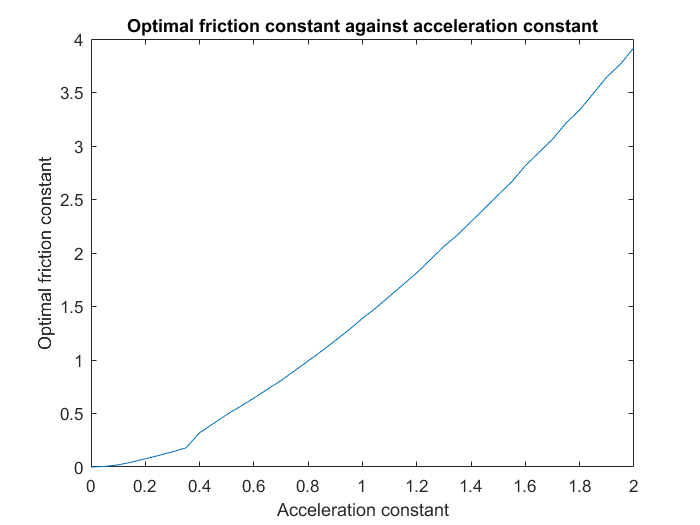 Optimal friction constant against acceleration constant
4
3.5
3
2.5
2
1.5
1
0.5
0
Optimal friction constant
0 0.2 0.4 0.6 0.8 1 1.2 1.4 1.6 1.8 2
Acceleration constant